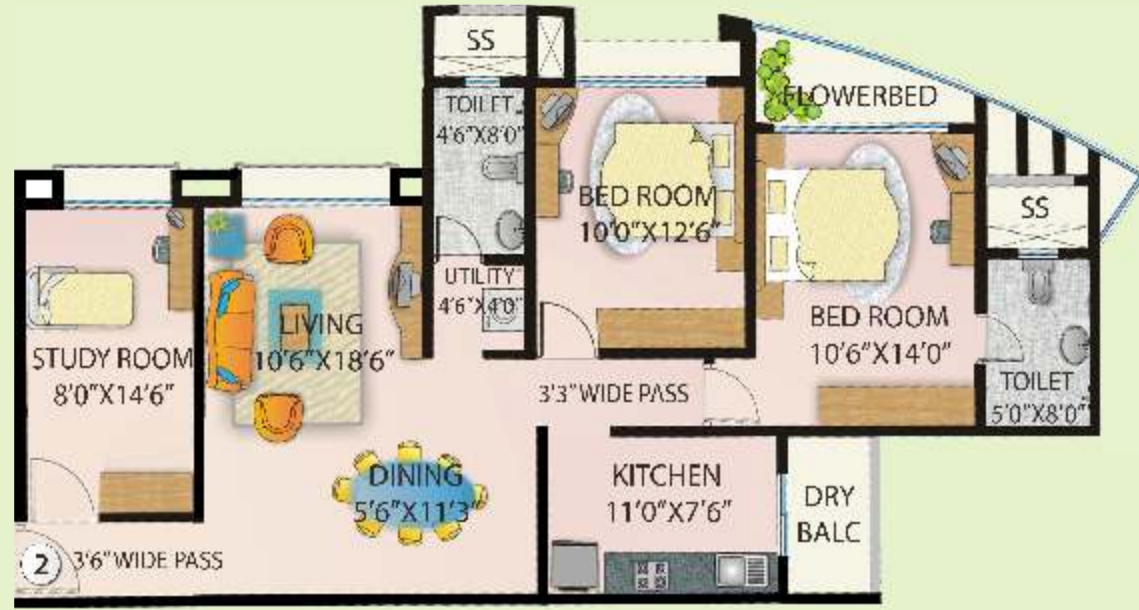 SS
TOILET
4'6"X8'0"
FLOWERBED
BED ROOM
10'0"X12'6"
SS
UTILITY
4'6"X4'0"
LIVING
10'6"X18'6"
BED ROOM
10'6"X14'0"
STUDY ROOM
8'0"X14'6"
TOILET
5'0"X8'0"
3'3" WIDE PASS
DINING
5'6"X11'3"
KITCHEN
11'0"X7'6"
DRY
BALC
2
3'6" WIDE PASS